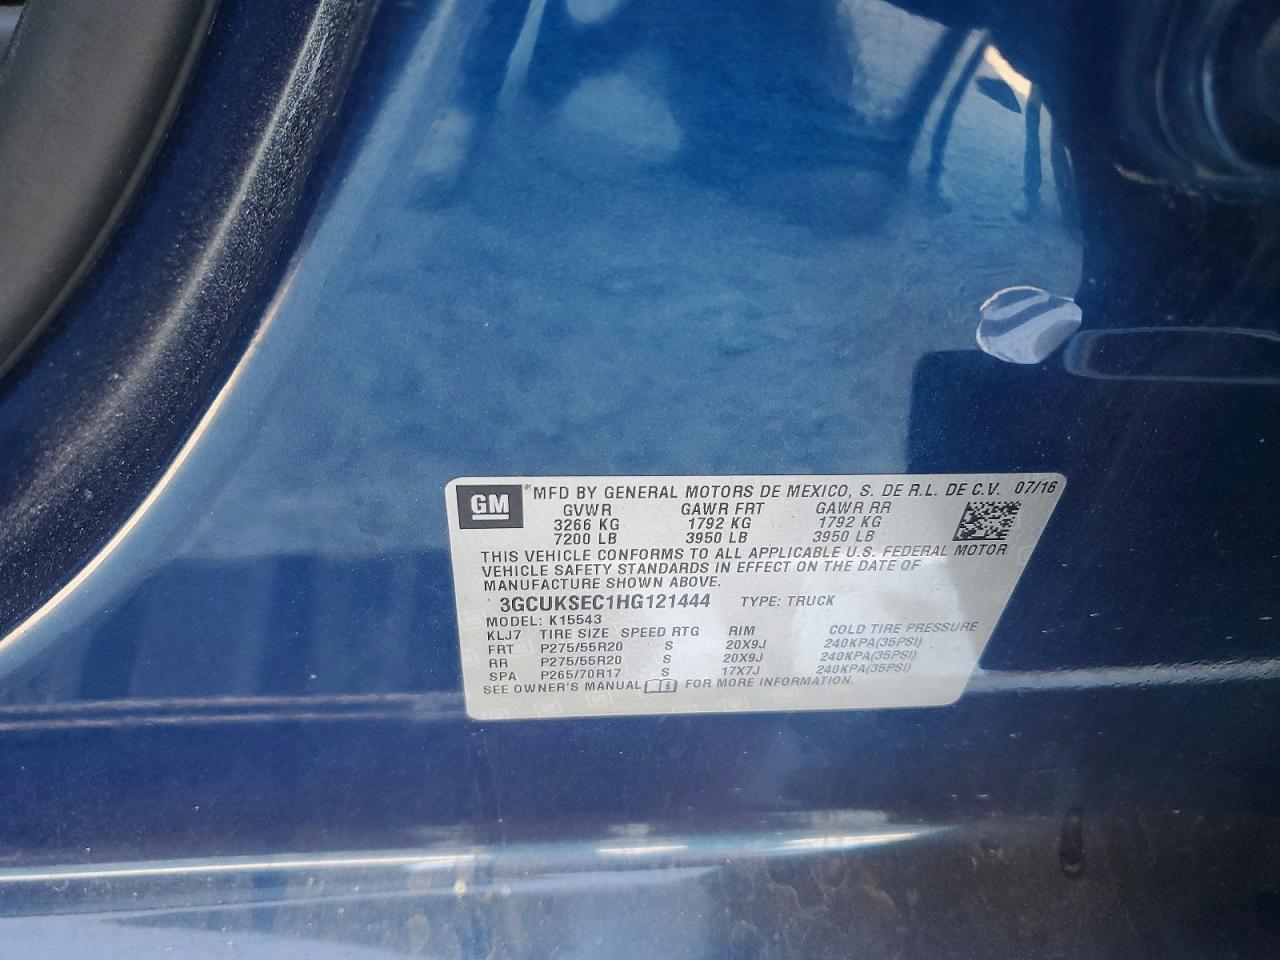 GM ® MFD BY GENERAL MOTORS DE MEXICO, S. DE R.L. DE C.V. 07/16
GVWR GAWR FRT GAWR RR
3266 KG 1792 KG 1792 KG
7200 LB 3950 LB 3950 LB
THIS VEHICLE CONFORMS TO ALL APPLICABLE U.S. FEDERAL MOTOR
VEHICLE SAFETY STANDARDS IN EFFECT ON THE DATE OF
MANUFACTURE SHOWN ABOVE.
3GCUKSEC1HG121444 TYPE: TRUCK
MODEL: K15543
KLJ7 TIRE SIZE SPEED RTG RIM COLD TIRE PRESSURE
FRT P275/55R20 S 20X9J 240KPA(35PSI)
RR P275/55R20 S 20X9J 240KPA(35PSI)
SPA P265/70R17 S 17X7J 240KPA(35PSI)
SEE OWNER'S MANUAL FOR MORE INFORMATION.